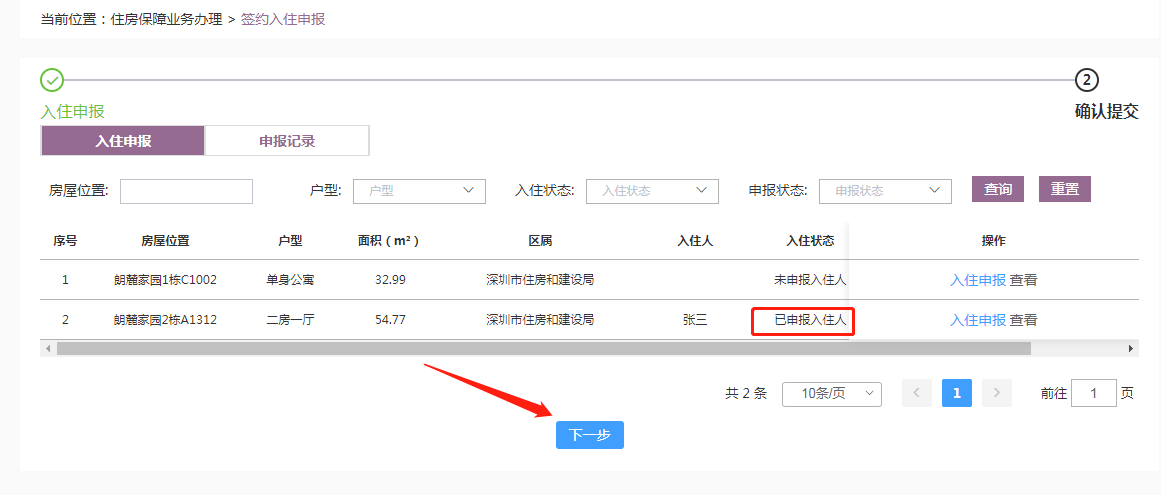 当前位置：住房保障业务办理 > 签约入住申报
2
入住申报 确认提交
入住申报 申报记录
房屋位置: 户型: 户型 入住状态: 入住状态 申报状态: 申报状态 查询 重置
序号 房屋位置 户型 面积（m²） 区属 入住人 入住状态 操作
1 朗麓家园1栋C1002 单身公寓 32.99 深圳市住房和建设局 未申报入住人 入住申报 查看
2 朗麓家园2栋A1312 二房一厅 54.77 深圳市住房和建设局 张三 已申报入住人 入住申报 查看
共 2 条 10条/页 1 前往 1 页
下一步